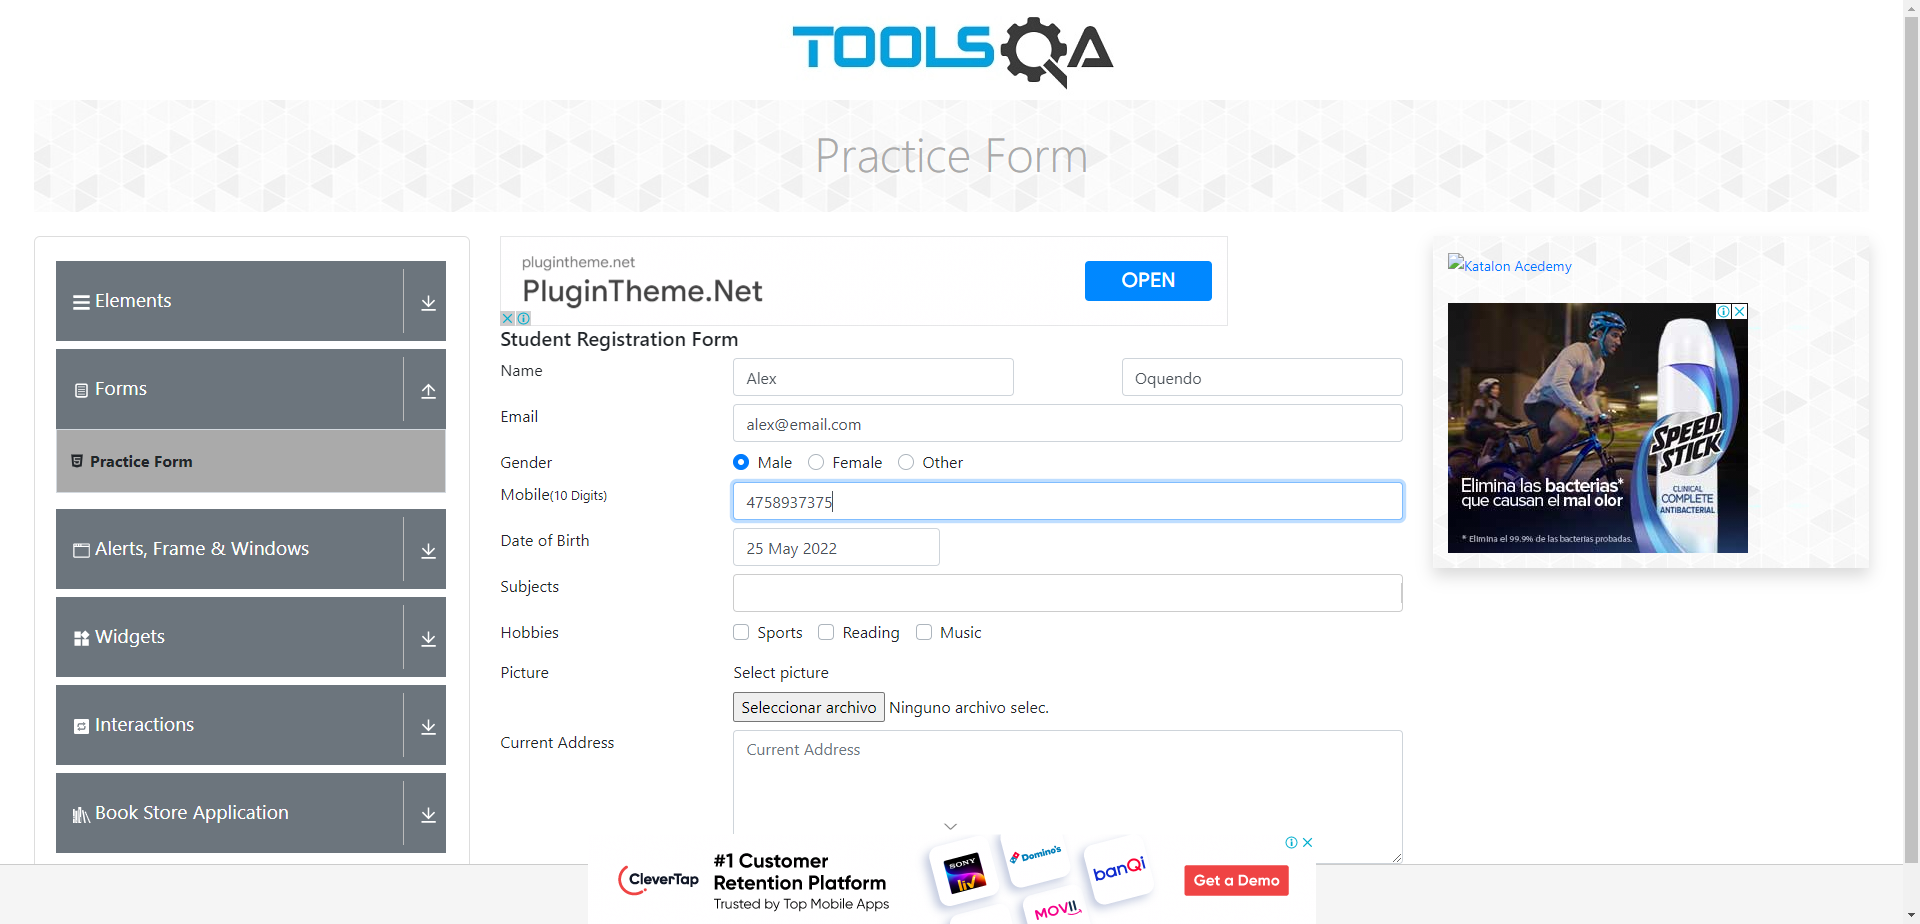 TOOLSQA
Practice Form
Elements
Forms
Practice Form
Alerts, Frame & Windows
Widgets
Interactions
Book Store Application
plugintheme.net
PluginTheme.Net
OPEN
Student Registration Form
Name
Alex
Oquendo
Email
alex@email.com
Gender
Male
Female
Other
Mobile(10 Digits)
4758937375
Date of Birth
25 May 2022
Subjects
Hobbies
Sports
Reading
Music
Picture
Select picture
Seleccionar archivo
Ninguno archivo selec.
Current Address
Current Address
Katalon Acedemy
SPEED
STICK
CLINICAL
COMPLETE
ANTIBACTERIAL
Elimina las bacterias*
que causan el mal olor
* Elimina el 99.9% de las bacterias probadas.
CleverTap
#1 Customer
Retention Platform
Trusted by Top Mobile Apps
SONY
liv
Domino's
banQi
MOVII
Get a Demo